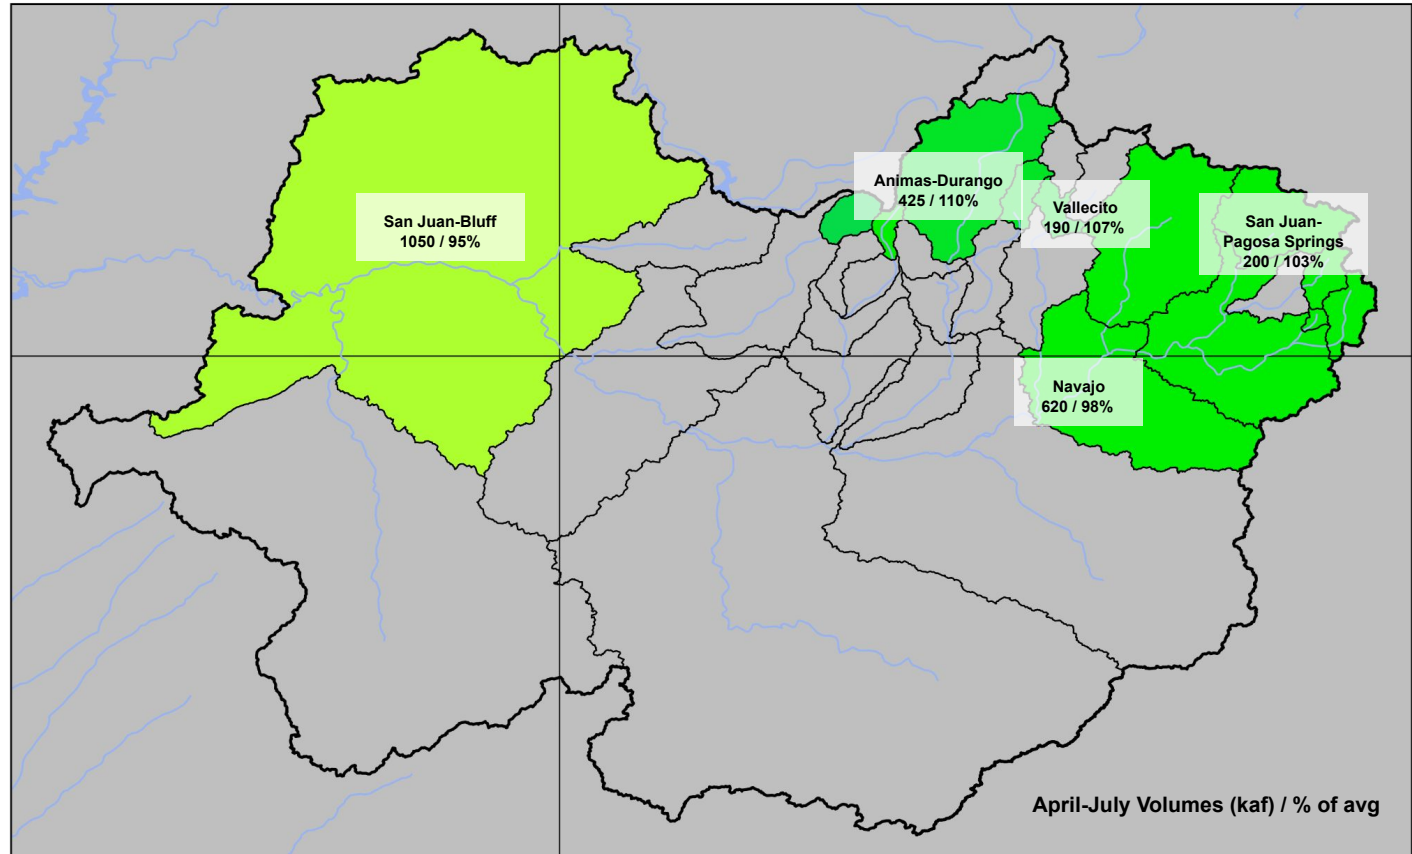 San Juan-Bluff
1050 / 95%
Animas-Durango
425 / 110%
Vallecito
190 / 107%
San Juan-
Pagosa Springs
200 / 103%
Navajo
620 / 98%
April-July Volumes (kaf) / % of avg